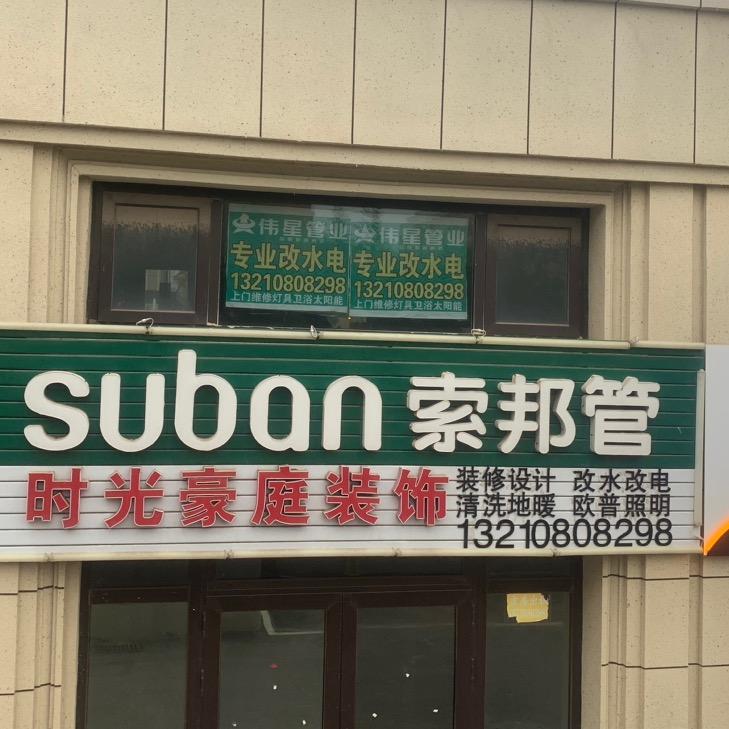 伟星管业 伟星管业
专业改水电 专业改水电
13210808298 13210808298
上门维修灯具卫浴太阳能 上门维修灯具卫浴太阳能
suban 索邦管
时光豪庭装饰
装修设计 改水改电
清洗地暖 欧普照明
13210808298